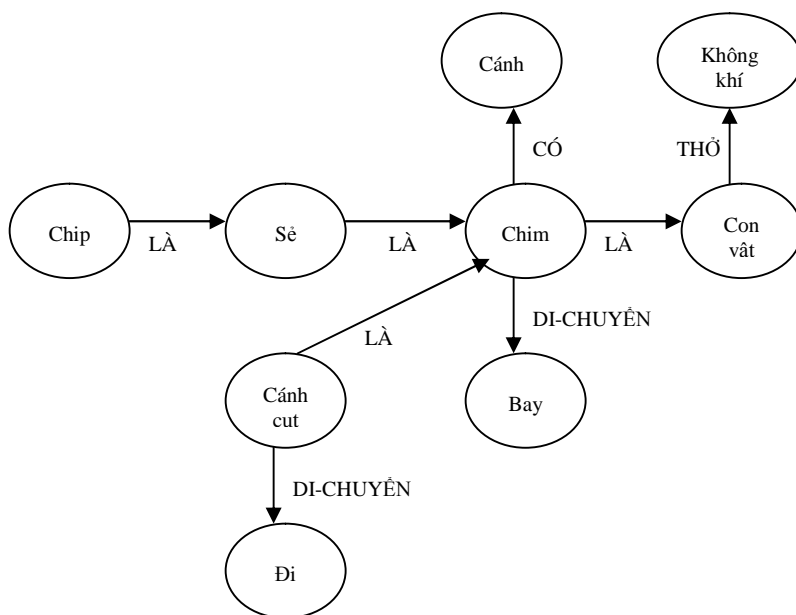 Cánh
Không
khí
CÓ
THỞ
Chip
Sẻ
Chim
Con
vât
LÀ
LÀ
LÀ
DI-CHUYỂN
LÀ
Cánh
cut
Bay
DI-CHUYỂN
Đi